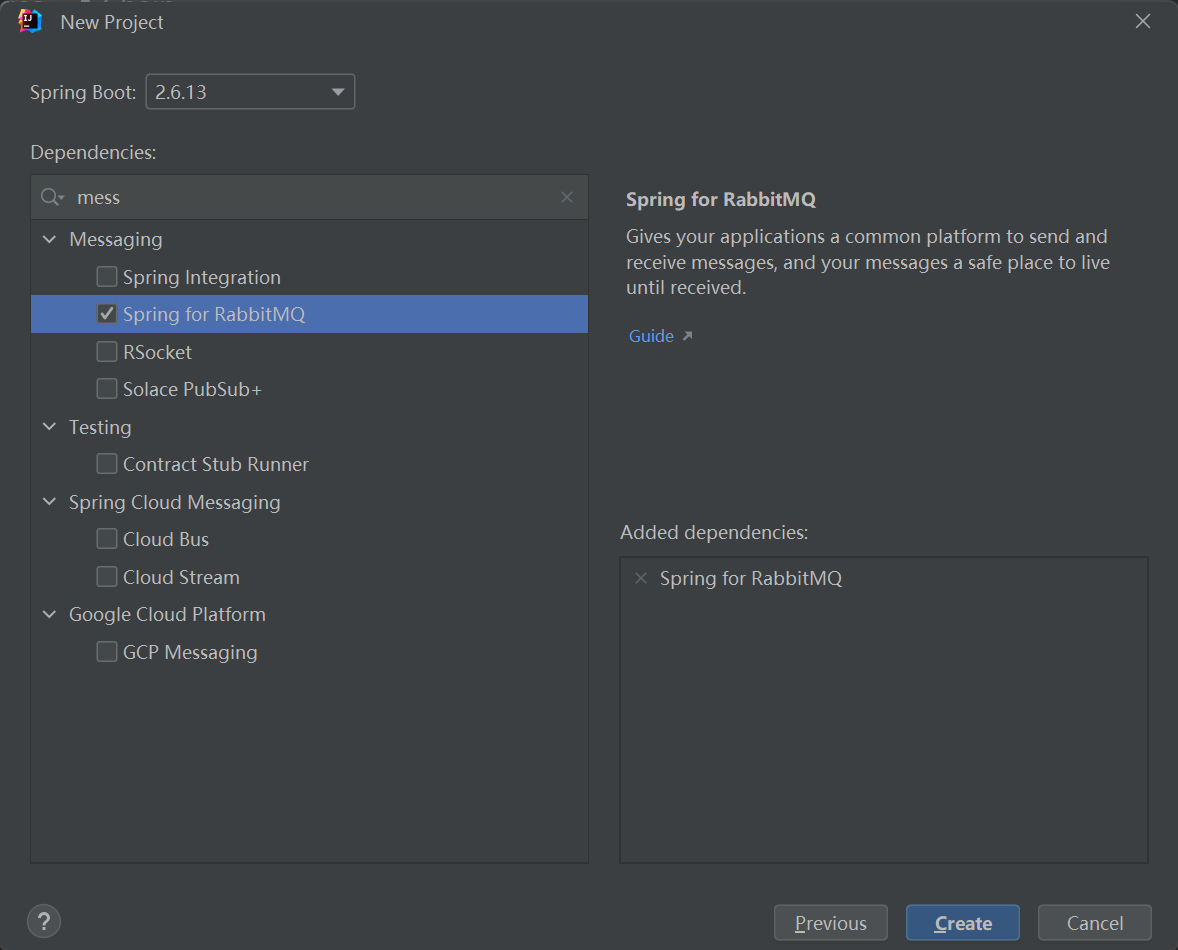 New Project
Spring Boot: 2.6.13
Dependencies:
mess
Messaging
Spring Integration
Spring for RabbitMQ
RSocket
Solace PubSub+
Testing
Contract Stub Runner
Spring Cloud Messaging
Cloud Bus
Cloud Stream
Google Cloud Platform
GCP Messaging
Spring for RabbitMQ
Gives your applications a common platform to send and
receive messages, and your messages a safe place to live
until received.
Guide
Added dependencies:
Spring for RabbitMQ
?
Previous
Create
Cancel